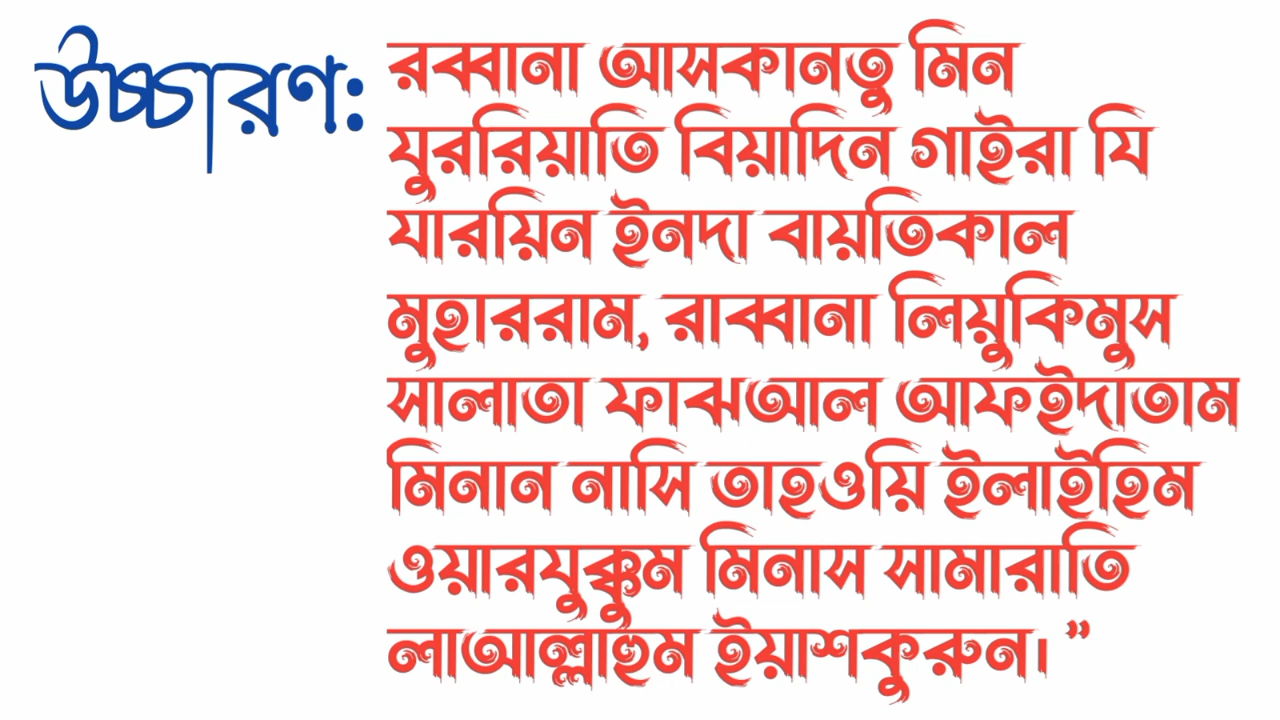 উচ্চারণ: রব্বানা আসকানতু মিন
যুররিয়াতি বিয়াদিন গাইরা যি
যারয়িন ইনদা বায়তিকাল
মুহাররাম, রাব্বানা লিয়ুকিমুস
সালাতা ফাঝআল আফইদাতাম
মিনান নাসি তাহওয়ি ইলাইহিম
ওয়ারযুক্কুম মিনাস সামারাতি
লাআল্লাহুম ইয়াশকুরুন। ”